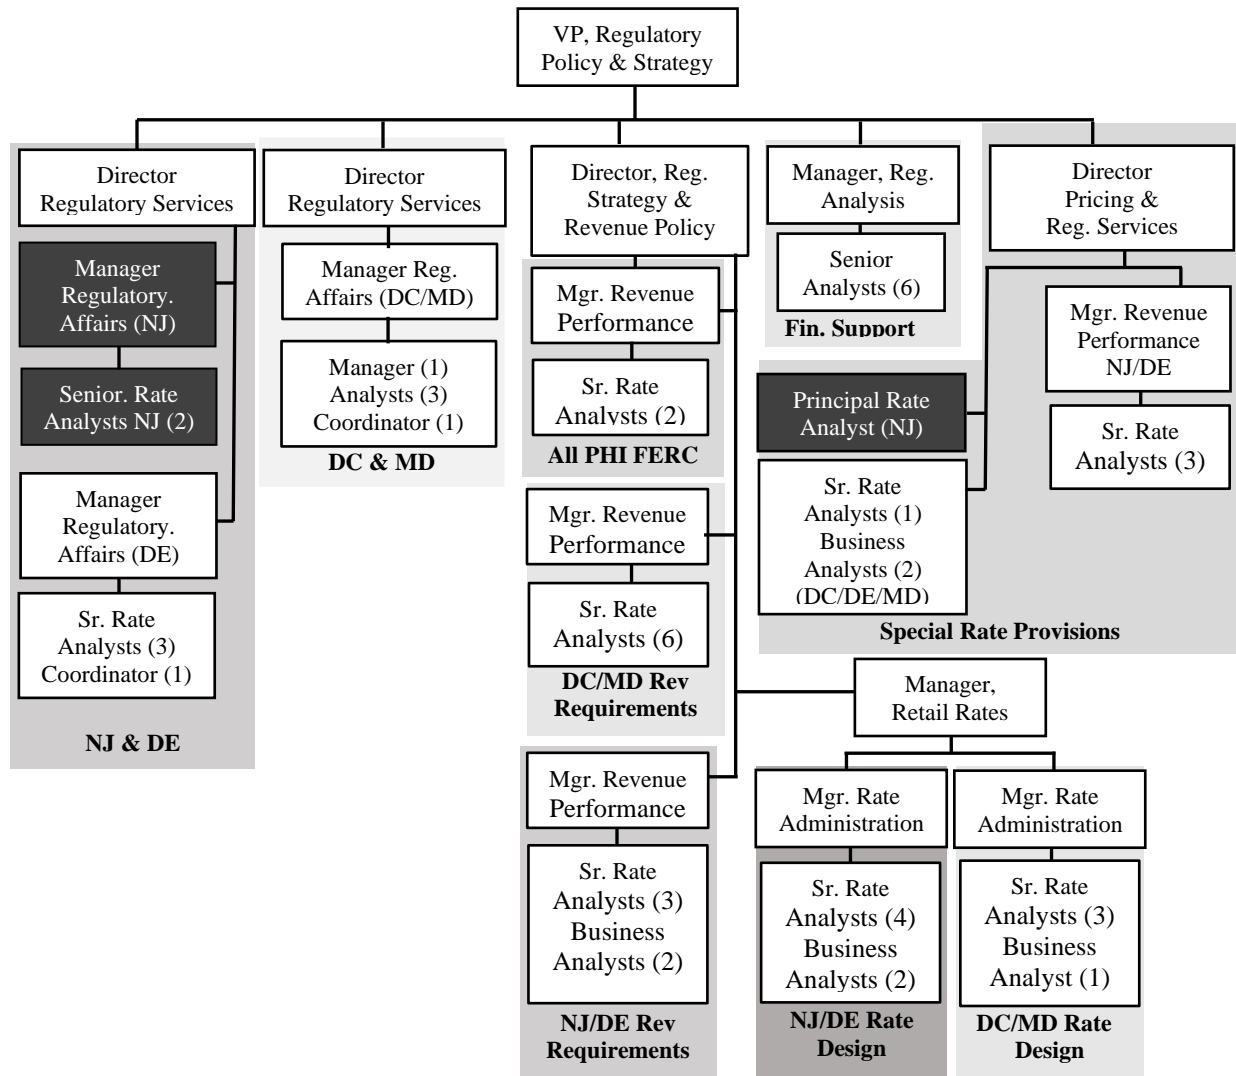 VP, Regulatory
Policy & Strategy
Director
Regulatory Services
Manager
Regulatory.
Affairs (NJ)
Senior. Rate
Analysts NJ (2)
Manager
Regulatory.
Affairs (DE)
Sr. Rate
Analysts (3)
Coordinator (1)
NJ & DE
Director
Regulatory Services
Manager Reg.
Affairs (DC/MD)
Manager (1)
Analysts (3)
Coordinator (1)
DC & MD
Director, Reg.
Strategy &
Revenue Policy
Mgr. Revenue
Performance
Sr. Rate
Analysts (2)
All PHI FERC
Mgr. Revenue
Performance
Sr. Rate
Analysts (6)
DC/MD Rev
Requirements
Mgr. Revenue
Performance
Sr. Rate
Analysts (3)
Business
Analysts (2)
NJ/DE Rev
Requirements
Manager, Reg.
Analysis
Senior
Analysts (6)
Fin. Support
Director
Pricing &
Reg. Services
Mgr. Revenue
Performance
NJ/DE
Sr. Rate
Analysts (3)
Principal Rate
Analyst (NJ)
Sr. Rate
Analysts (1)
Business
Analysts (2)
(DC/DE/MD)
Special Rate Provisions
Manager,
Retail Rates
Mgr. Rate
Administration
Sr. Rate
Analysts (4)
Business
Analysts (2)
NJ/DE Rate
Design
Mgr. Rate
Administration
Sr. Rate
Analysts (3)
Business
Analyst (1)
DC/MD Rate
Design